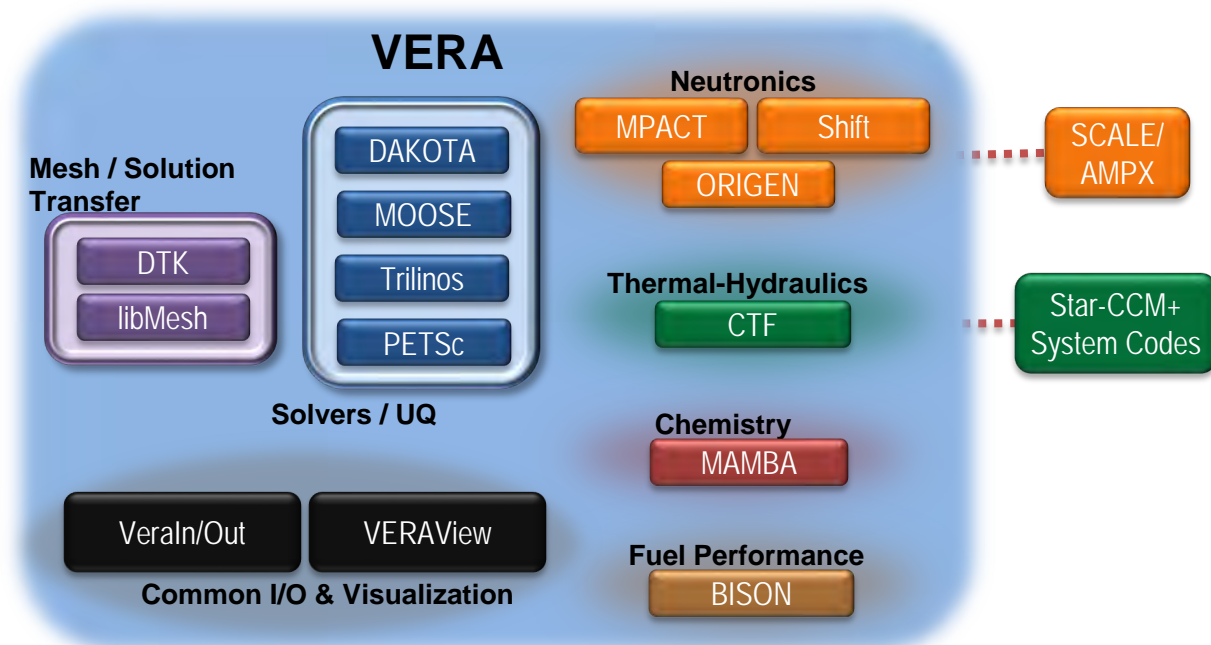 VERA
Mesh / Solution
Transfer
DTK
libMesh
DAKOTA
MOOSE
Trilinos
PETSc
Solvers / UQ
VeraIn/Out
VERAView
Common I/O & Visualization
Neutronics
MPACT
Shift
ORIGEN
Thermal-Hydraulics
CTF
Chemistry
MAMBA
Fuel Performance
BISON
SCALE/
AMPX
Star-CCM+
System Codes